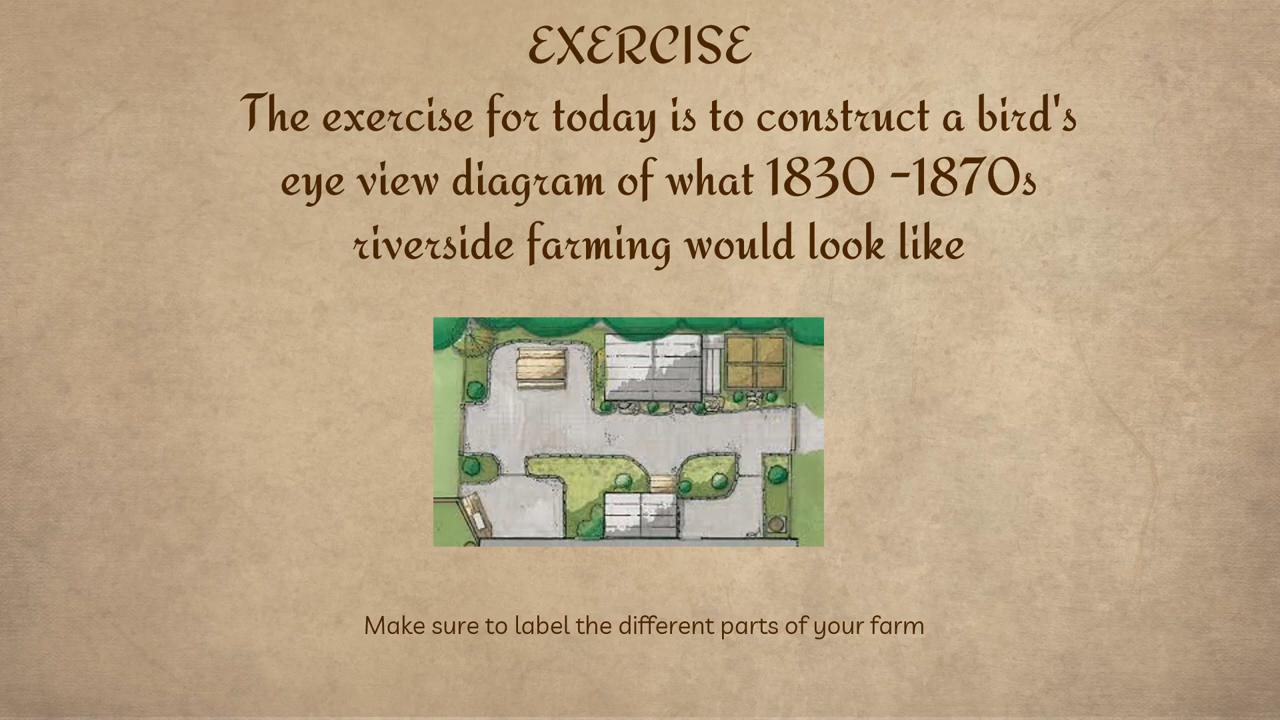 EXERCISE
The exercise for today is to construct a bird's
eye view diagram of what 1830 -1870s
riverside farming would look like
Make sure to label the different parts of your farm